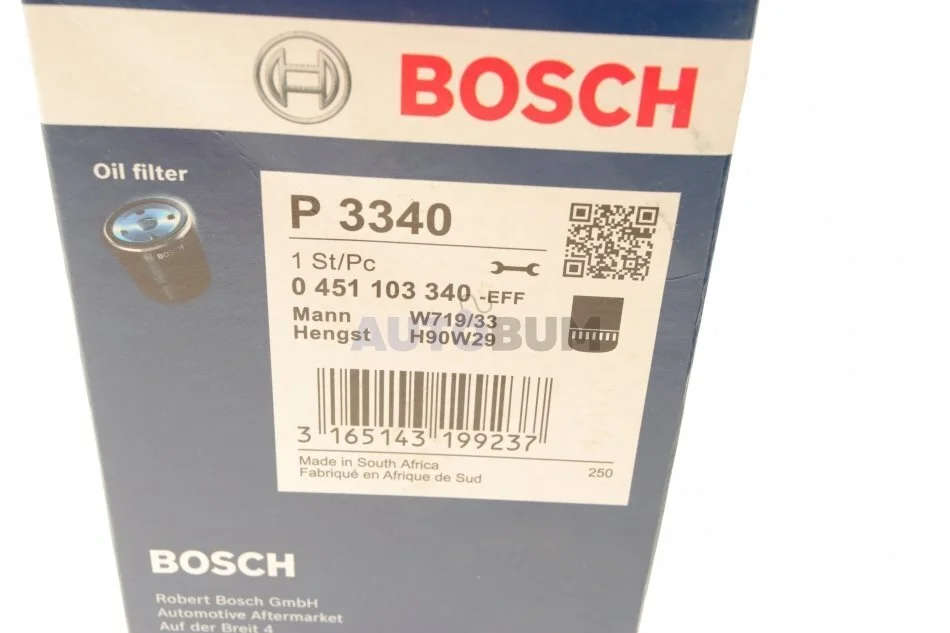 BOSCH
Oil filter
BOSCH
P 3340
1 St/Pc
0 451 103 340 -EFF
Mann W719/33
Hengst H90W29
AUTOBUM
3 165143 199237
Made in South Africa
Fabriqué en Afrique de Sud
250
BOSCH
Robert Bosch GmbH
Automotive Aftermarket
Auf der Breit 4